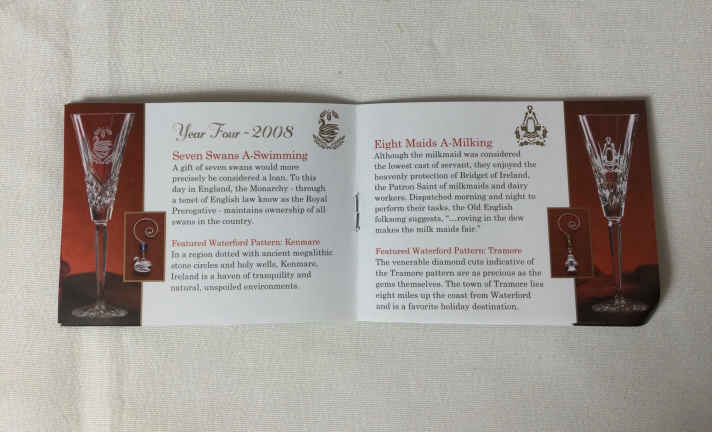 Year Four - 2008
Seven Swans A-Swimming
A gift of seven swans would more
precisely be considered a loan. To this
day in England, the Monarchy - through
a tenet of English law know as the Royal
Prerogative - maintains ownership of all
swans in the country.
Featured Waterford Pattern: Kenmare
In a region dotted with ancient megalithic
stone circles and holy wells, Kenmare,
Ireland is a haven of tranquility and
natural, unspoiled environments.
Eight Maids A-Milking
Although the milkmaid was considered
the lowest cast of servant, they enjoyed the
heavenly protection of Bridget of Ireland,
the Patron Saint of milkmaids and dairy
workers. Dispatched morning and night to
perform their tasks, the Old English
folksong suggests, "....roving in the dew
makes the milk maids fair."
Featured Waterford Pattern: Tramore
The venerable diamond cuts indicative of
the Tramore pattern are as precious as the
gems themselves. The town of Tramore lies
eight miles up the coast from Waterford
and is a favorite holiday destination.